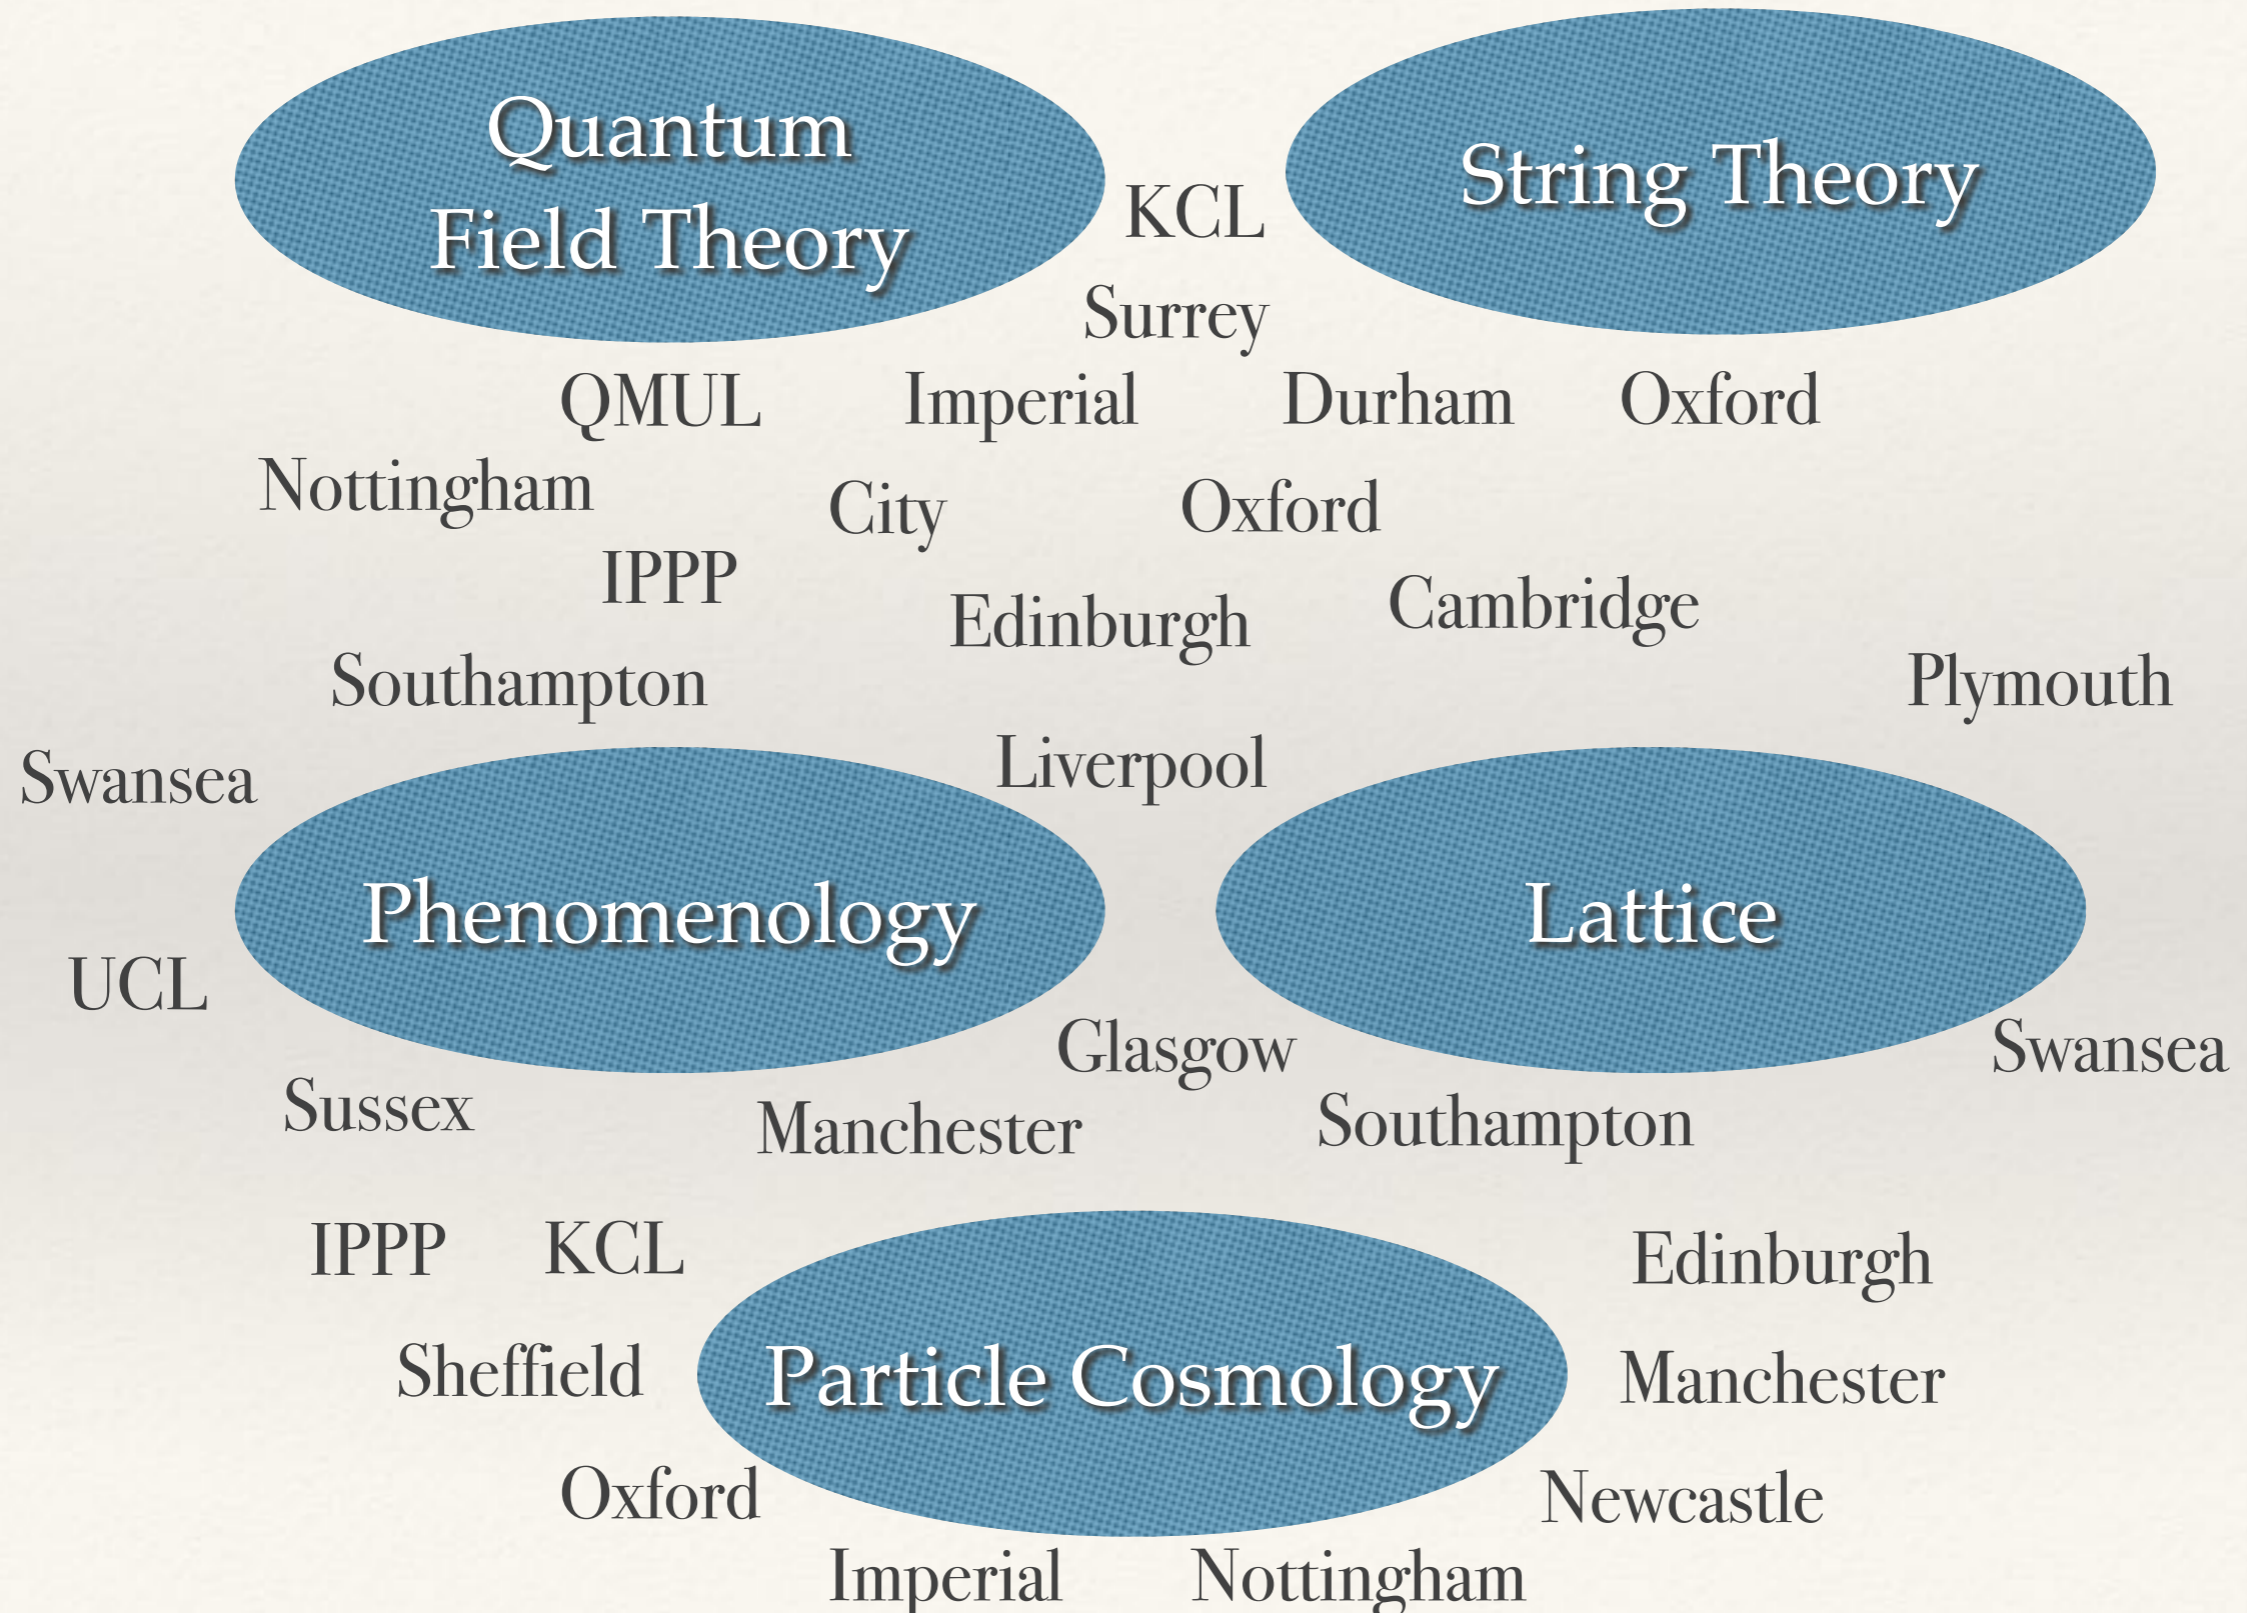 Quantum
Field Theory
String Theory
KCL
Surrey
QMUL
Imperial
Durham
Oxford
Nottingham
City
Oxford
IPPP
Edinburgh
Cambridge
Southampton
Plymouth
Swansea
Liverpool
Phenomenology
Lattice
UCL
Glasgow
Swansea
Sussex
Manchester
Southampton
IPPP
KCL
Edinburgh
Sheffield
Particle Cosmology
Manchester
Oxford
Newcastle
Imperial
Nottingham